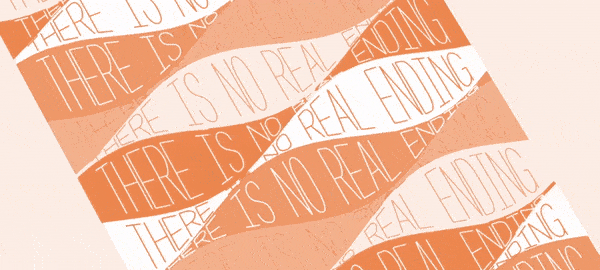 THERE IS NO
THERE IS NO
THERE IS NO REAL ENDING
THERE IS NO REAL ENDING
THERE IS NO REAL ENDING
REAL ENDING
REAL ENDING